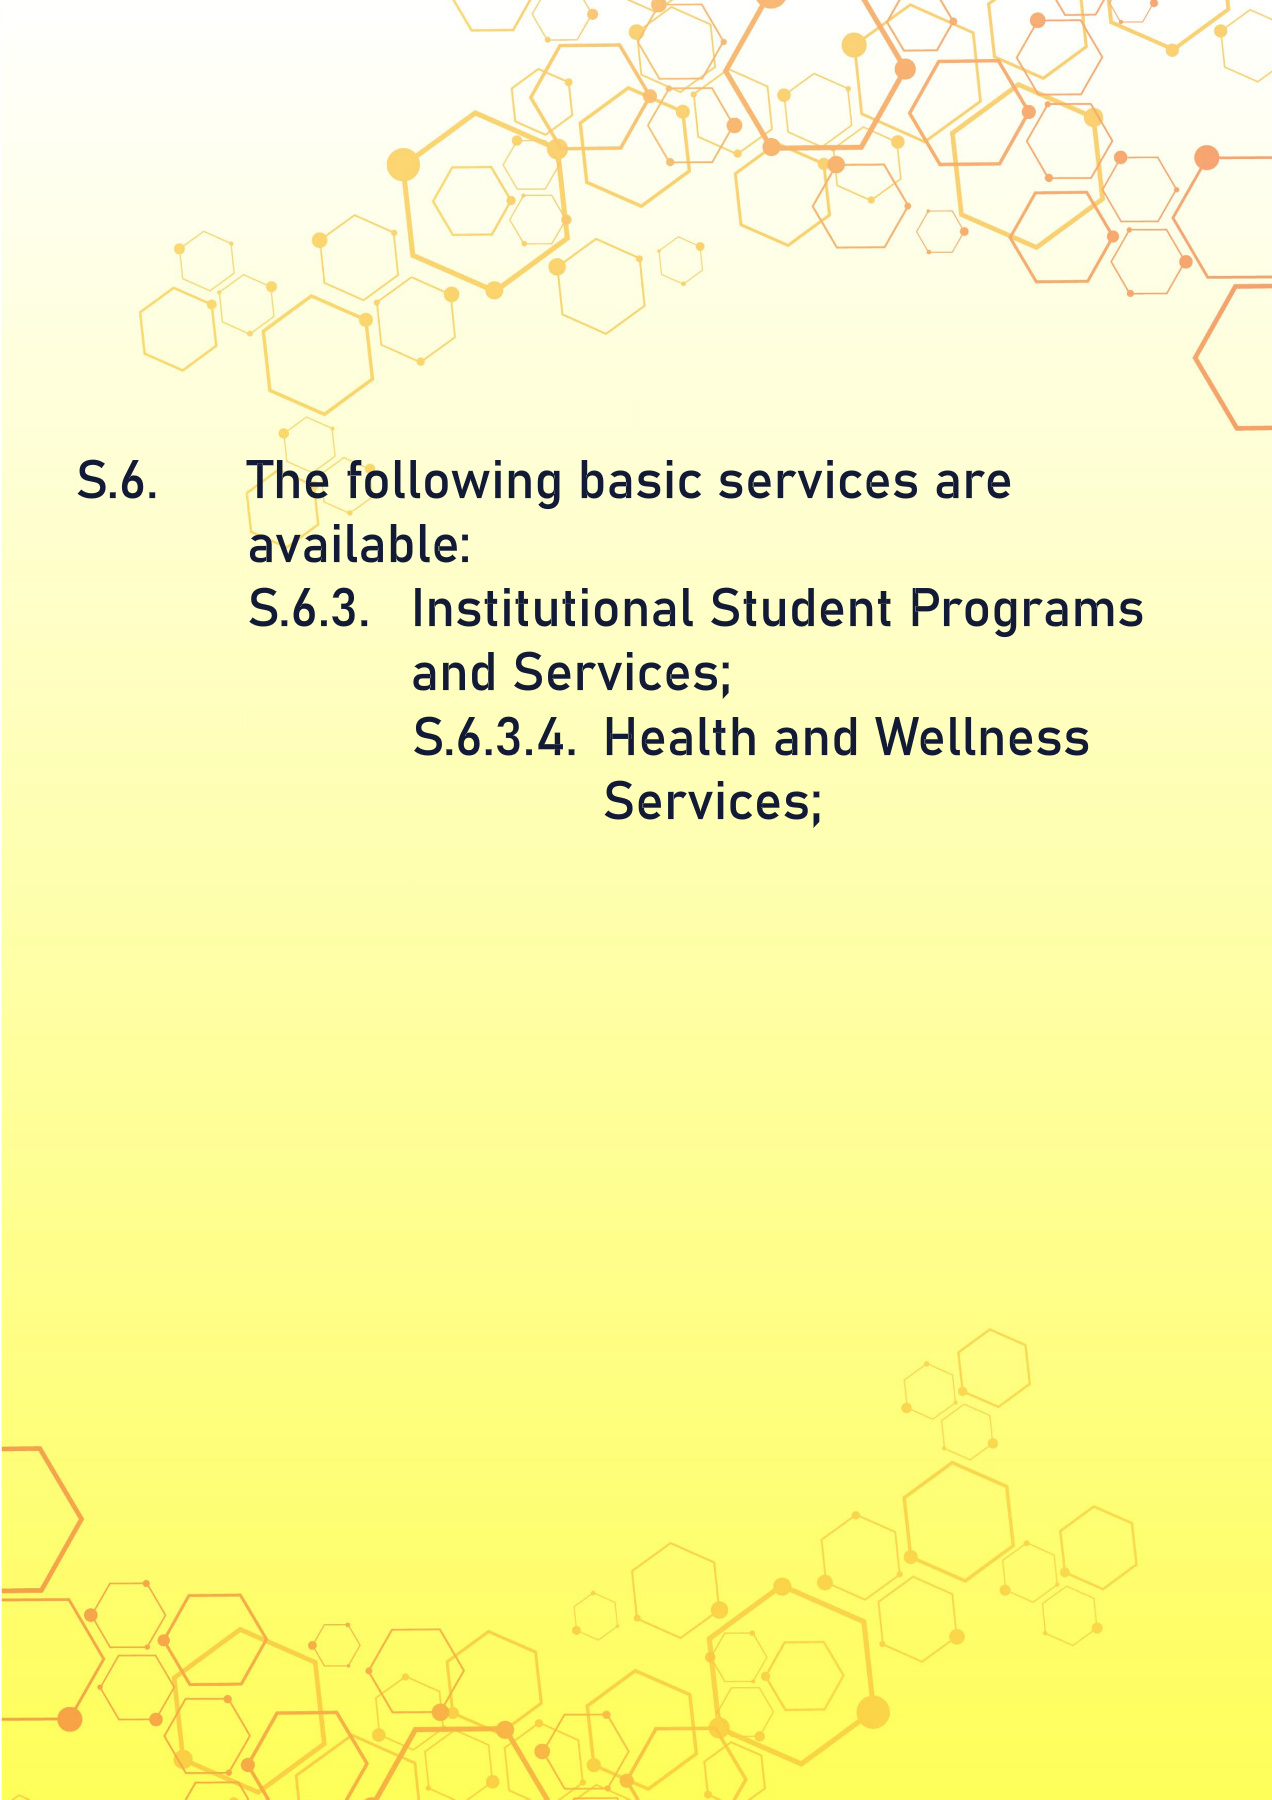 S.6. The following basic services are
available:
S.6.3. Institutional Student Programs
and Services;
S.6.3.4. Health and Wellness
Services;